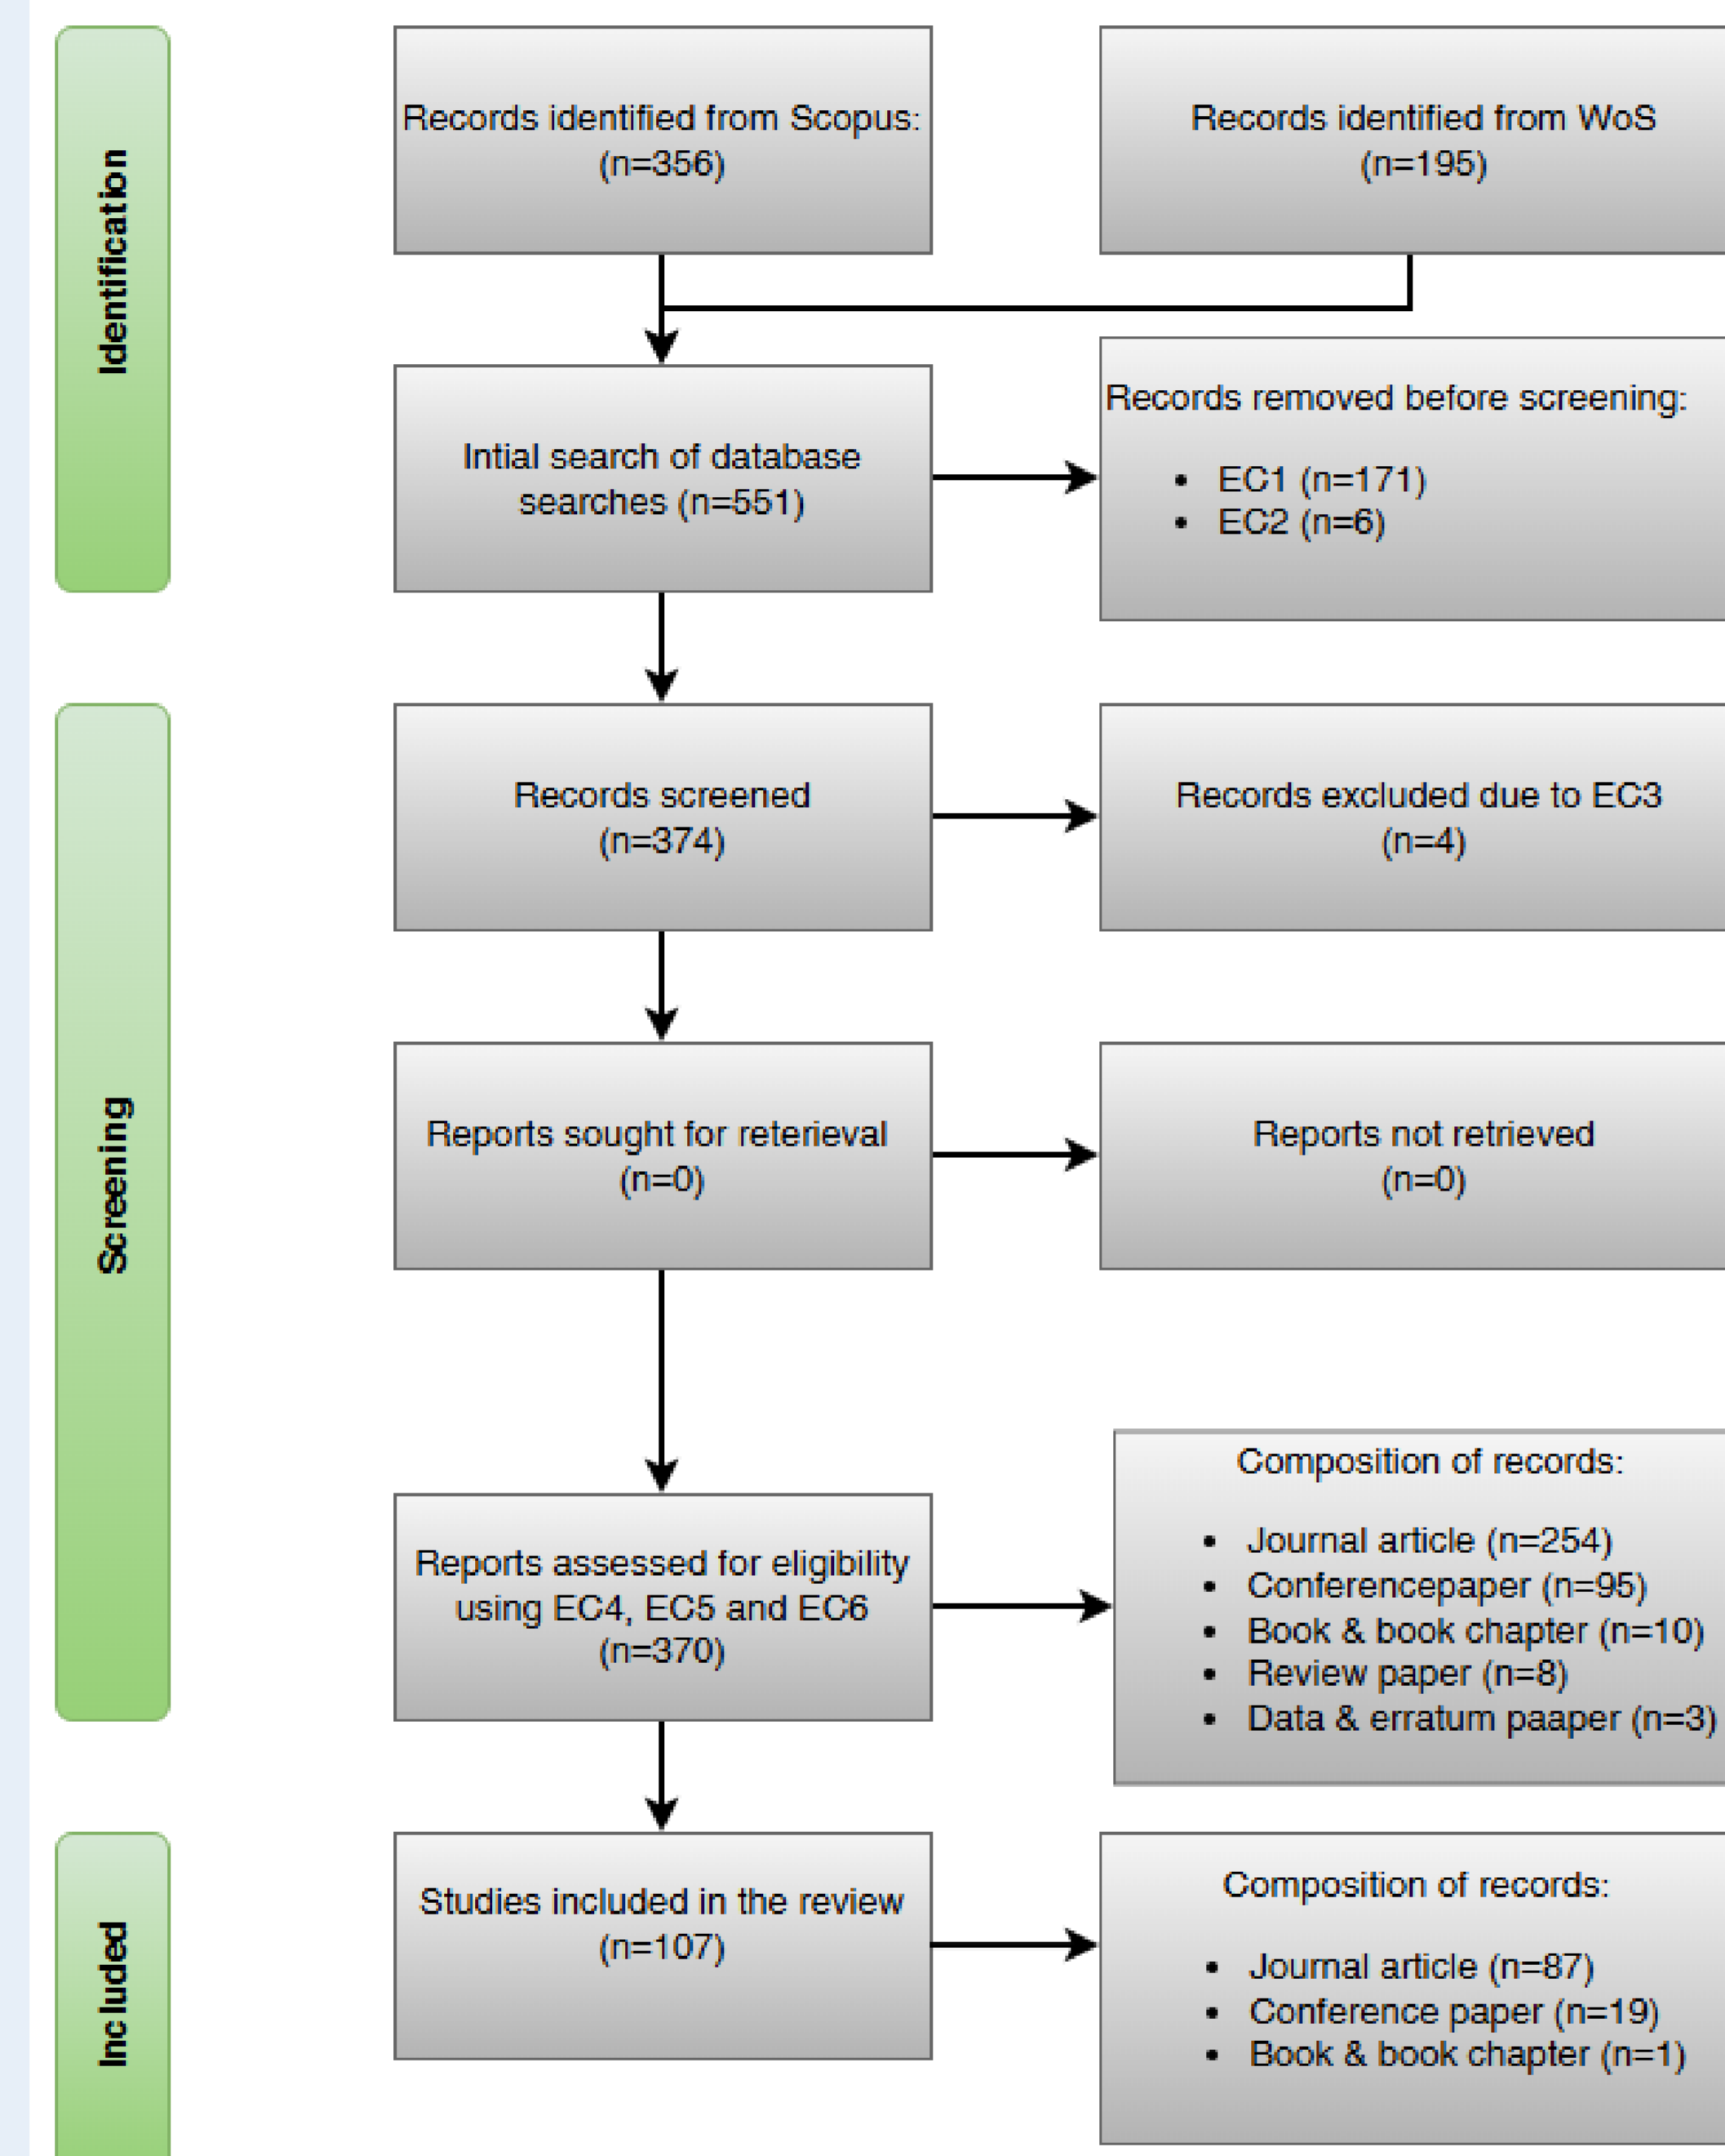 Identification
Records identified from Scopus:
(n=356)
Records identified from WoS
(n=195)
Intial search of database
searches (n=551)
Records removed before screening:
• EC1 (n=171)
• EC2 (n=6)
Screening
Records screened
(n=374)
Records excluded due to EC3
(n=4)
Reports sought for reterieval
(n=0)
Reports not retrieved
(n=0)
Reports assessed for eligibility
using EC4, EC5 and EC6
(n=370)
Composition of records:
• Journal article (n=254)
• Conferencepaper (n=95)
• Book & book chapter (n=10)
• Review paper (n=8)
• Data & erratum paaper (n=3)
Included
Studies included in the review
(n=107)
Composition of records:
• Journal article (n=87)
• Conference paper (n=19)
• Book & book chapter (n=1)